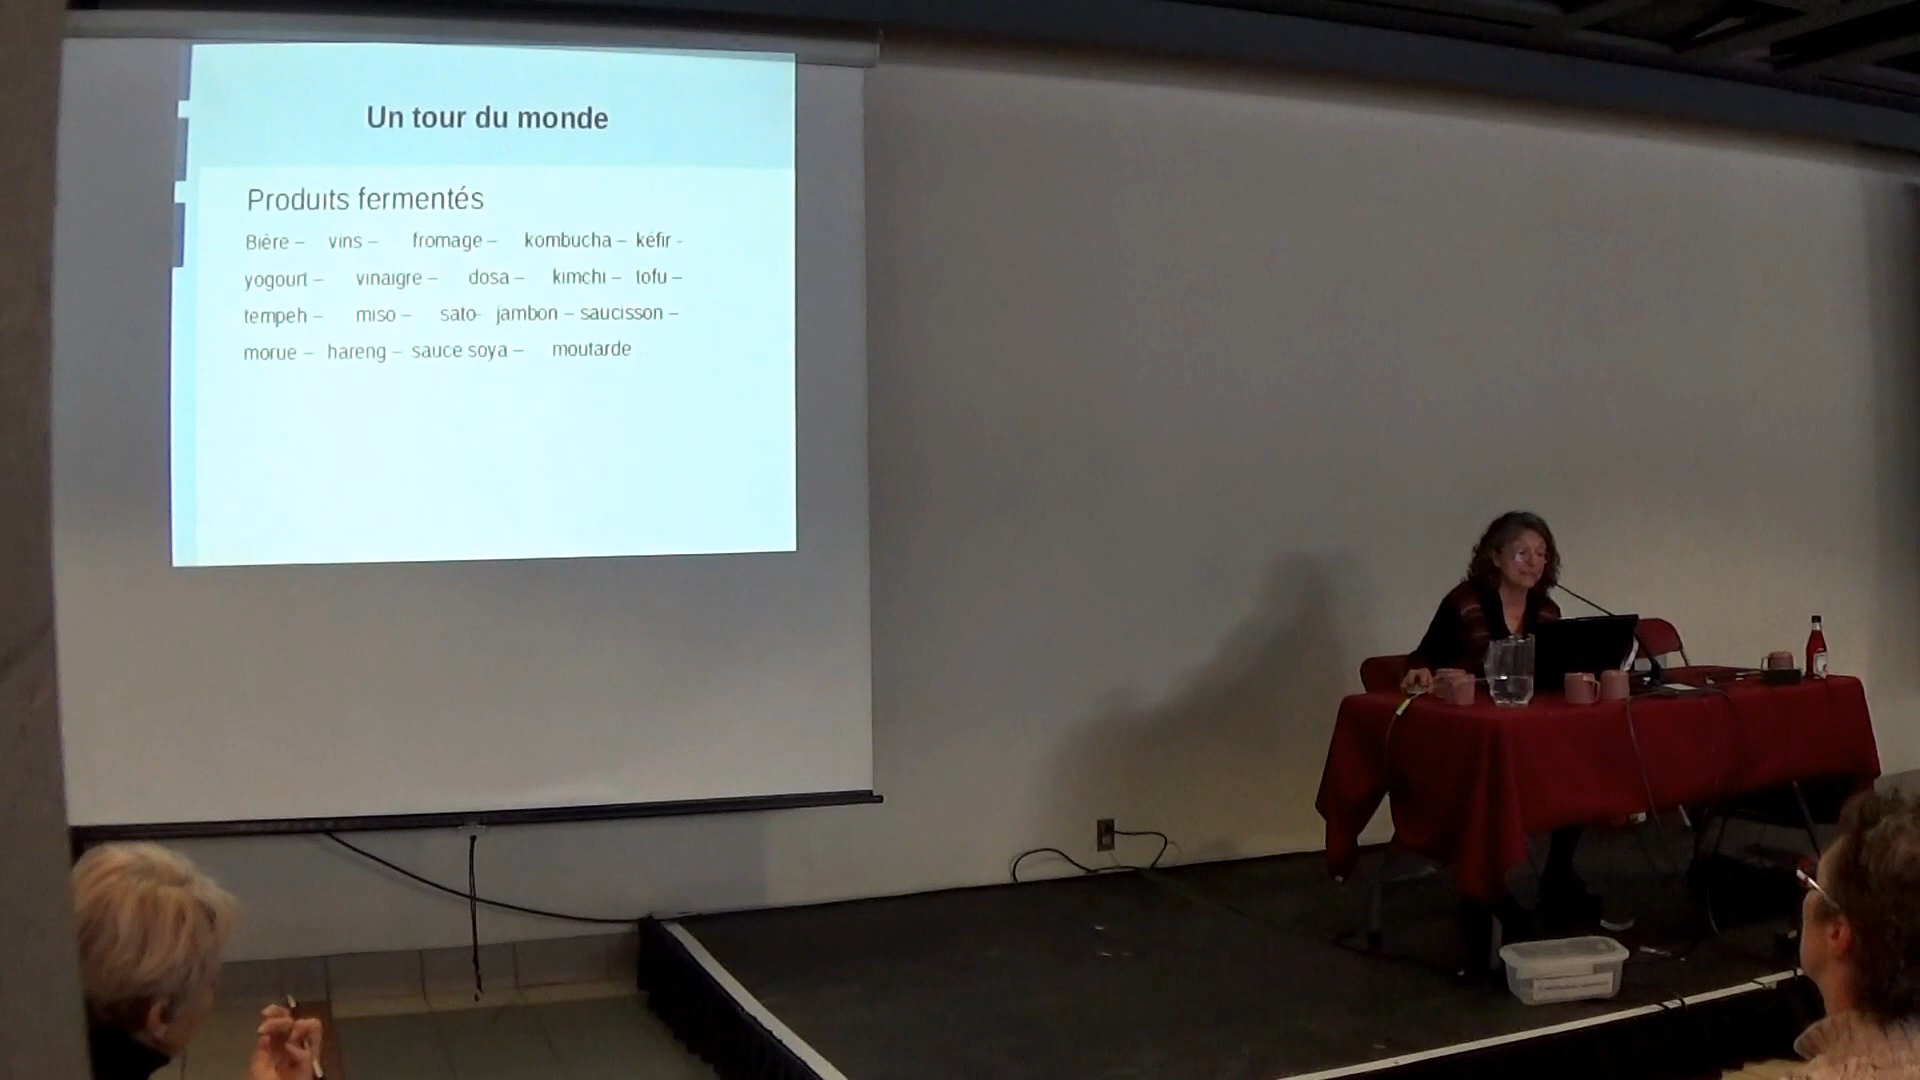 Un tour du monde
Produits fermentés
Bière – vins – fromage – kombucha – kéfir -
yogourt – vinaigre – dosa – kimchi – tofu –
tempeh – miso – sato- jambon – saucisson –
morue – hareng – sauce soya – moutarde